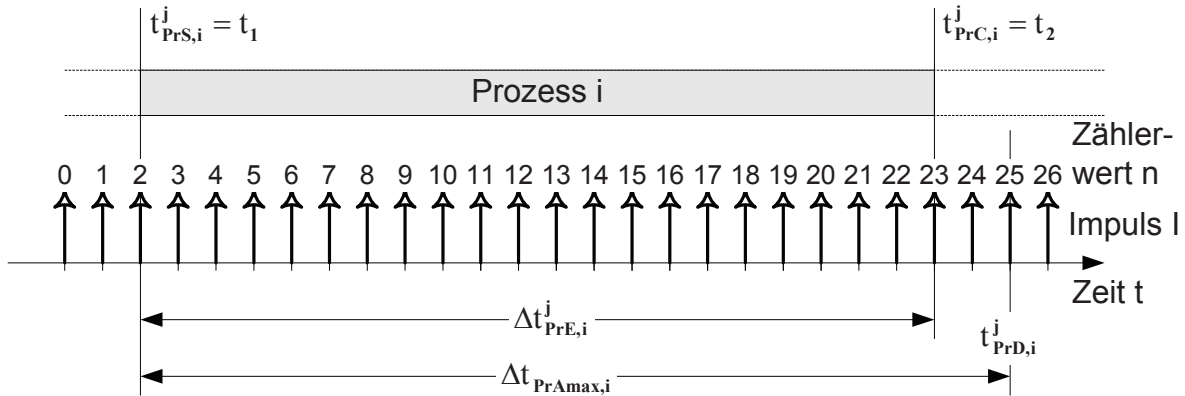 t^j_PrS,i = t_1
t^j_PrC,i = t_2
Prozess i
Zähler-
wert n
0 1 2 3 4 5 6 7 8 9 10 11 12 13 14 15 16 17 18 19 20 21 22 23 24 25 26
Impuls I
Zeit t
Δt^j_PrE,i
t^j_PrD,i
Δt_PrAmax,i